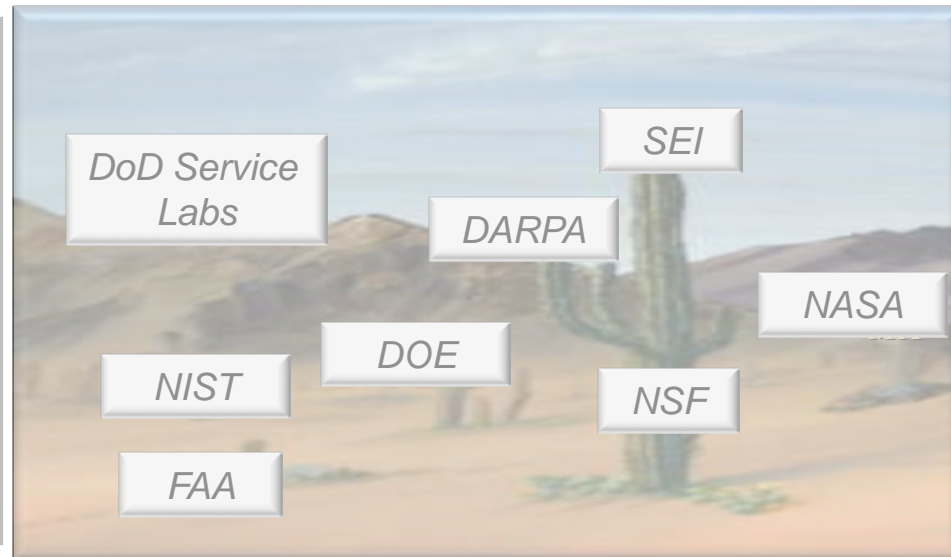 SEI
DoD Service
Labs
DARPA
NASA
DOE
NIST
NSF
FAA